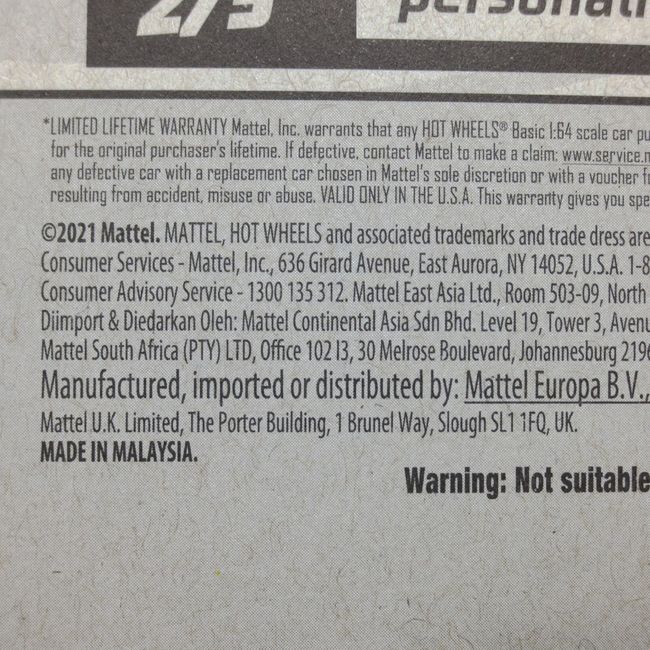 2/5
*LIMITED LIFETIME WARRANTY Mattel, Inc. warrants that any HOT WHEELS® Basic 1:64 scale car
for the original purchaser's lifetime. If defective, contact Mattel to make a claim: www.service.
any defective car with a replacement car chosen in Mattel's sole discretion or with a voucher
resulting from accident, misuse or abuse. VALID ONLY IN THE U.S.A. This warranty gives you
©2021 Mattel. MATTEL, HOT WHEELS and associated trademarks and trade dress are
Consumer Services - Mattel, Inc., 636 Girard Avenue, East Aurora, NY 14052, U.S.A. 1-8
Consumer Advisory Service - 1300 135 312. Mattel East Asia Ltd., Room 503-09, North
Diimport & Diedarkan Oleh: Mattel Continental Asia Sdn Bhd. Level 19, Tower 3, Avenu
Mattel South Africa (PTY) LTD, Office 102 I3, 30 Melrose Boulevard, Johannesburg 2196
Manufactured, imported or distributed by: Mattel Europa B.V.,
Mattel U.K. Limited, The Porter Building, 1 Brunel Way, Slough SL1 1FQ, UK.
MADE IN MALAYSIA.
Warning: Not suitable